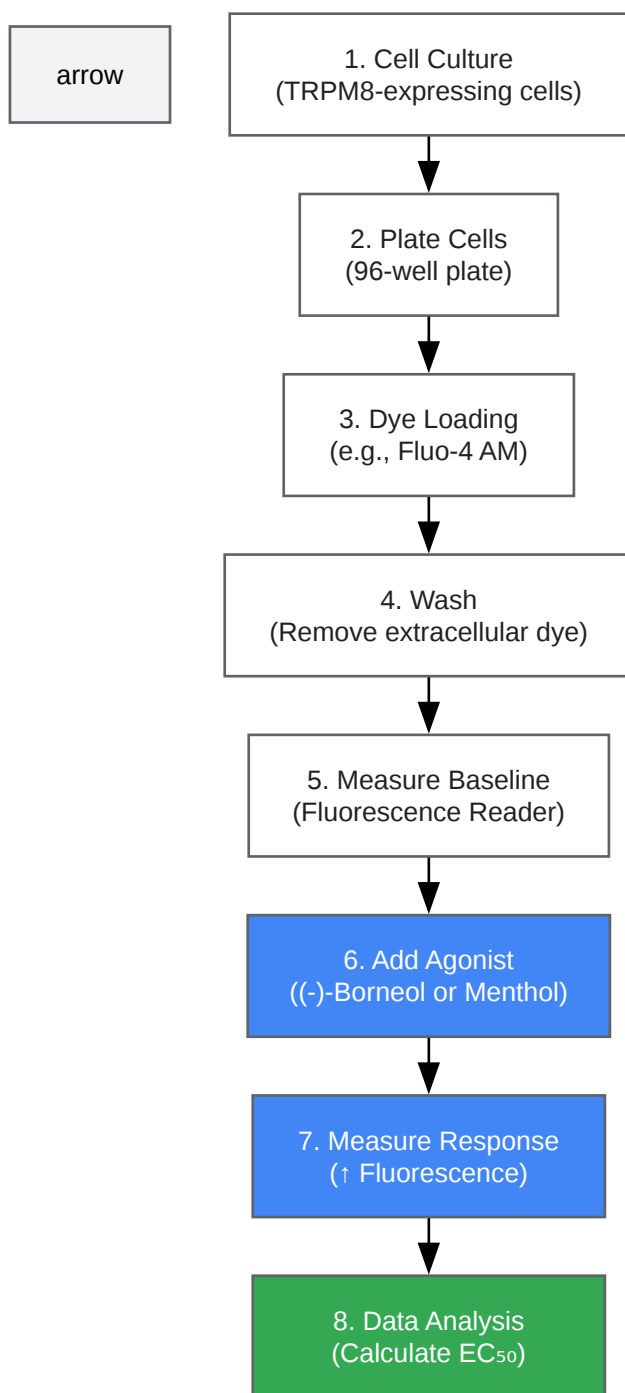 arrow
1. Cell Culture
(TRPM8-expressing cells)
2. Plate Cells
(96-well plate)
3. Dye Loading
(e.g., Fluo-4 AM)
4. Wash
(Remove extracellular dye)
5. Measure Baseline
(Fluorescence Reader)
6. Add Agonist
((-)-Borneol or Menthol)
7. Measure Response
(↑ Fluorescence)
8. Data Analysis
(Calculate EC₅₀)